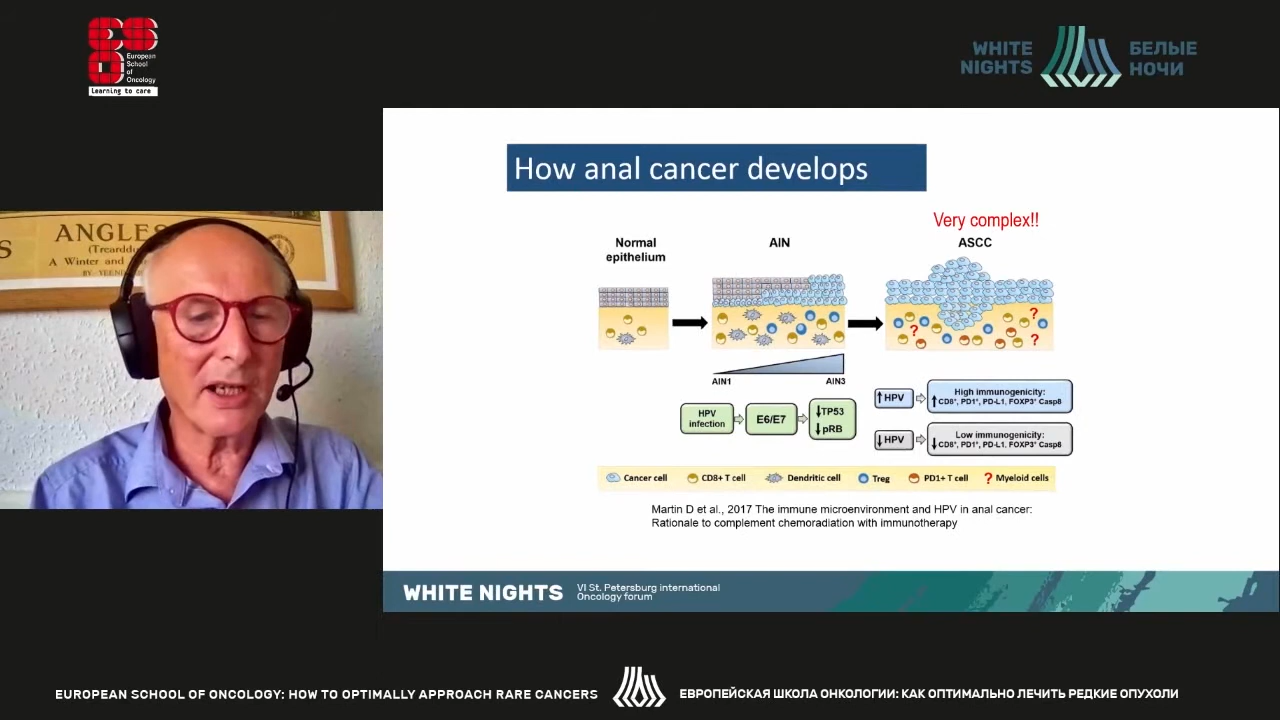 European
School
of
Oncology
Learning to care
WHITE
NIGHTS
БЕЛЫЕ
НОЧИ
ANGLES
(Trearddu
A Winter and
How anal cancer develops
Very complex!!
Normal
epithelium
AIN
ASCC
? ? ?
AIN1
AIN3
HPV
infection
E6/E7
↓TP53
↓pRB
↑HPV
High immunogenicity:
↑CD8⁺, PD1⁺, PD-L1, FOXP3⁺ Casp8
↓HPV
Low immunogenicity:
↓CD8⁺, PD1⁺, PD-L1, FOXP3⁺ Casp8
Cancer cell
CD8+ T cell
Dendritic cell
Treg
PD1+ T cell
? Myeloid cells
Martin D et al., 2017 The immune microenvironment and HPV in anal cancer:
Rationale to complement chemoradiation with immunotherapy
WHITE NIGHTS
VI St. Petersburg international
Oncology forum
EUROPEAN SCHOOL OF ONCOLOGY: HOW TO OPTIMALLY APPROACH RARE CANCERS
ЕВРОПЕЙСКАЯ ШКОЛА ОНКОЛОГИИ: КАК ОПТИМАЛЬНО ЛЕЧИТЬ РЕДКИЕ ОПУХОЛИ